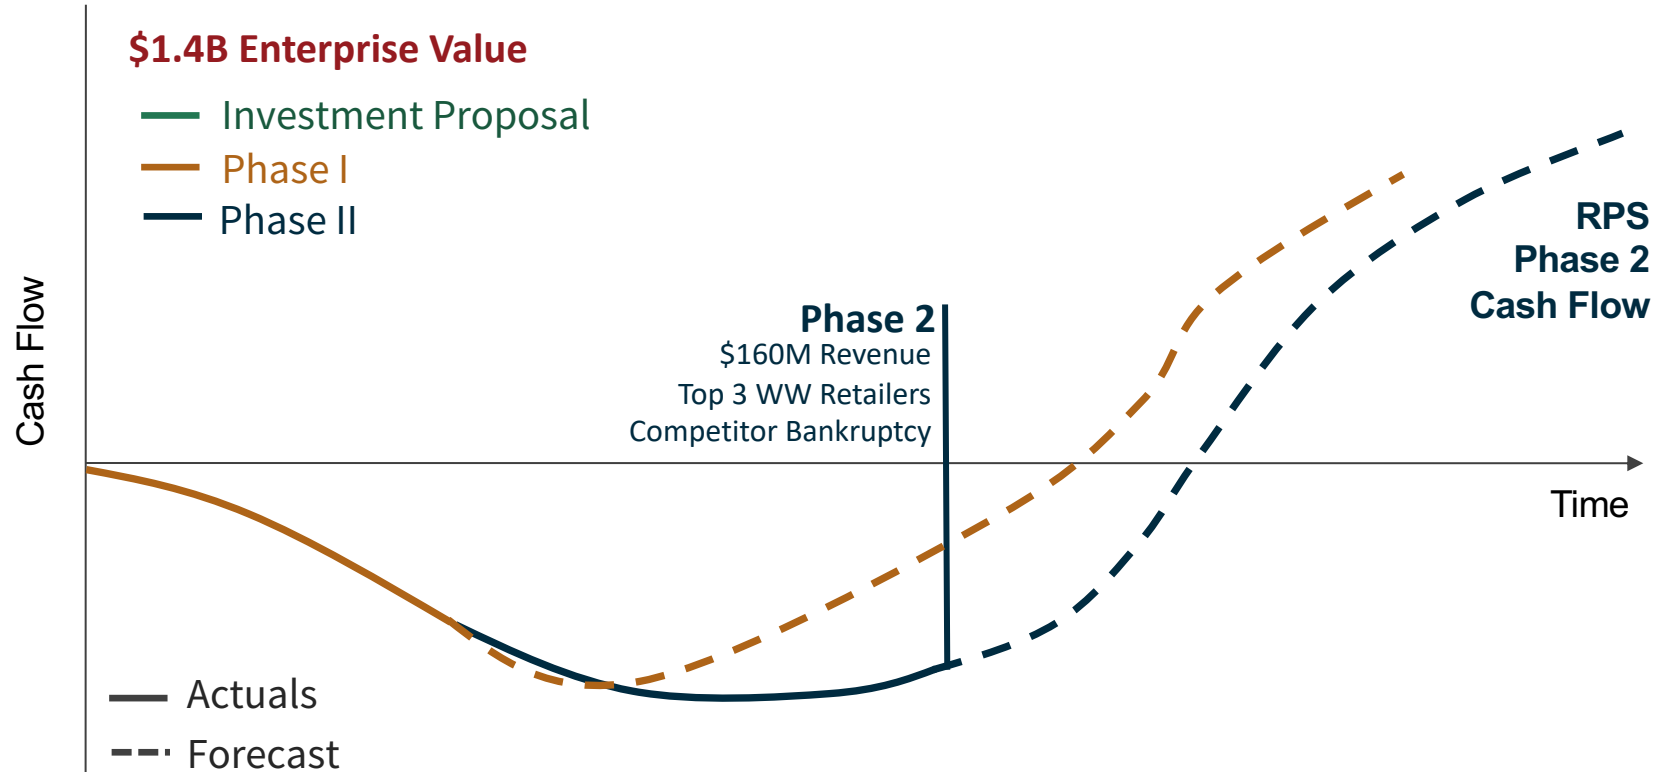 $1.4B Enterprise Value
Investment Proposal
Phase I
Phase II
Cash Flow
Phase 2
$160M Revenue
Top 3 WW Retailers
Competitor Bankruptcy
RPS
Phase 2
Cash Flow
Time
Actuals
Forecast